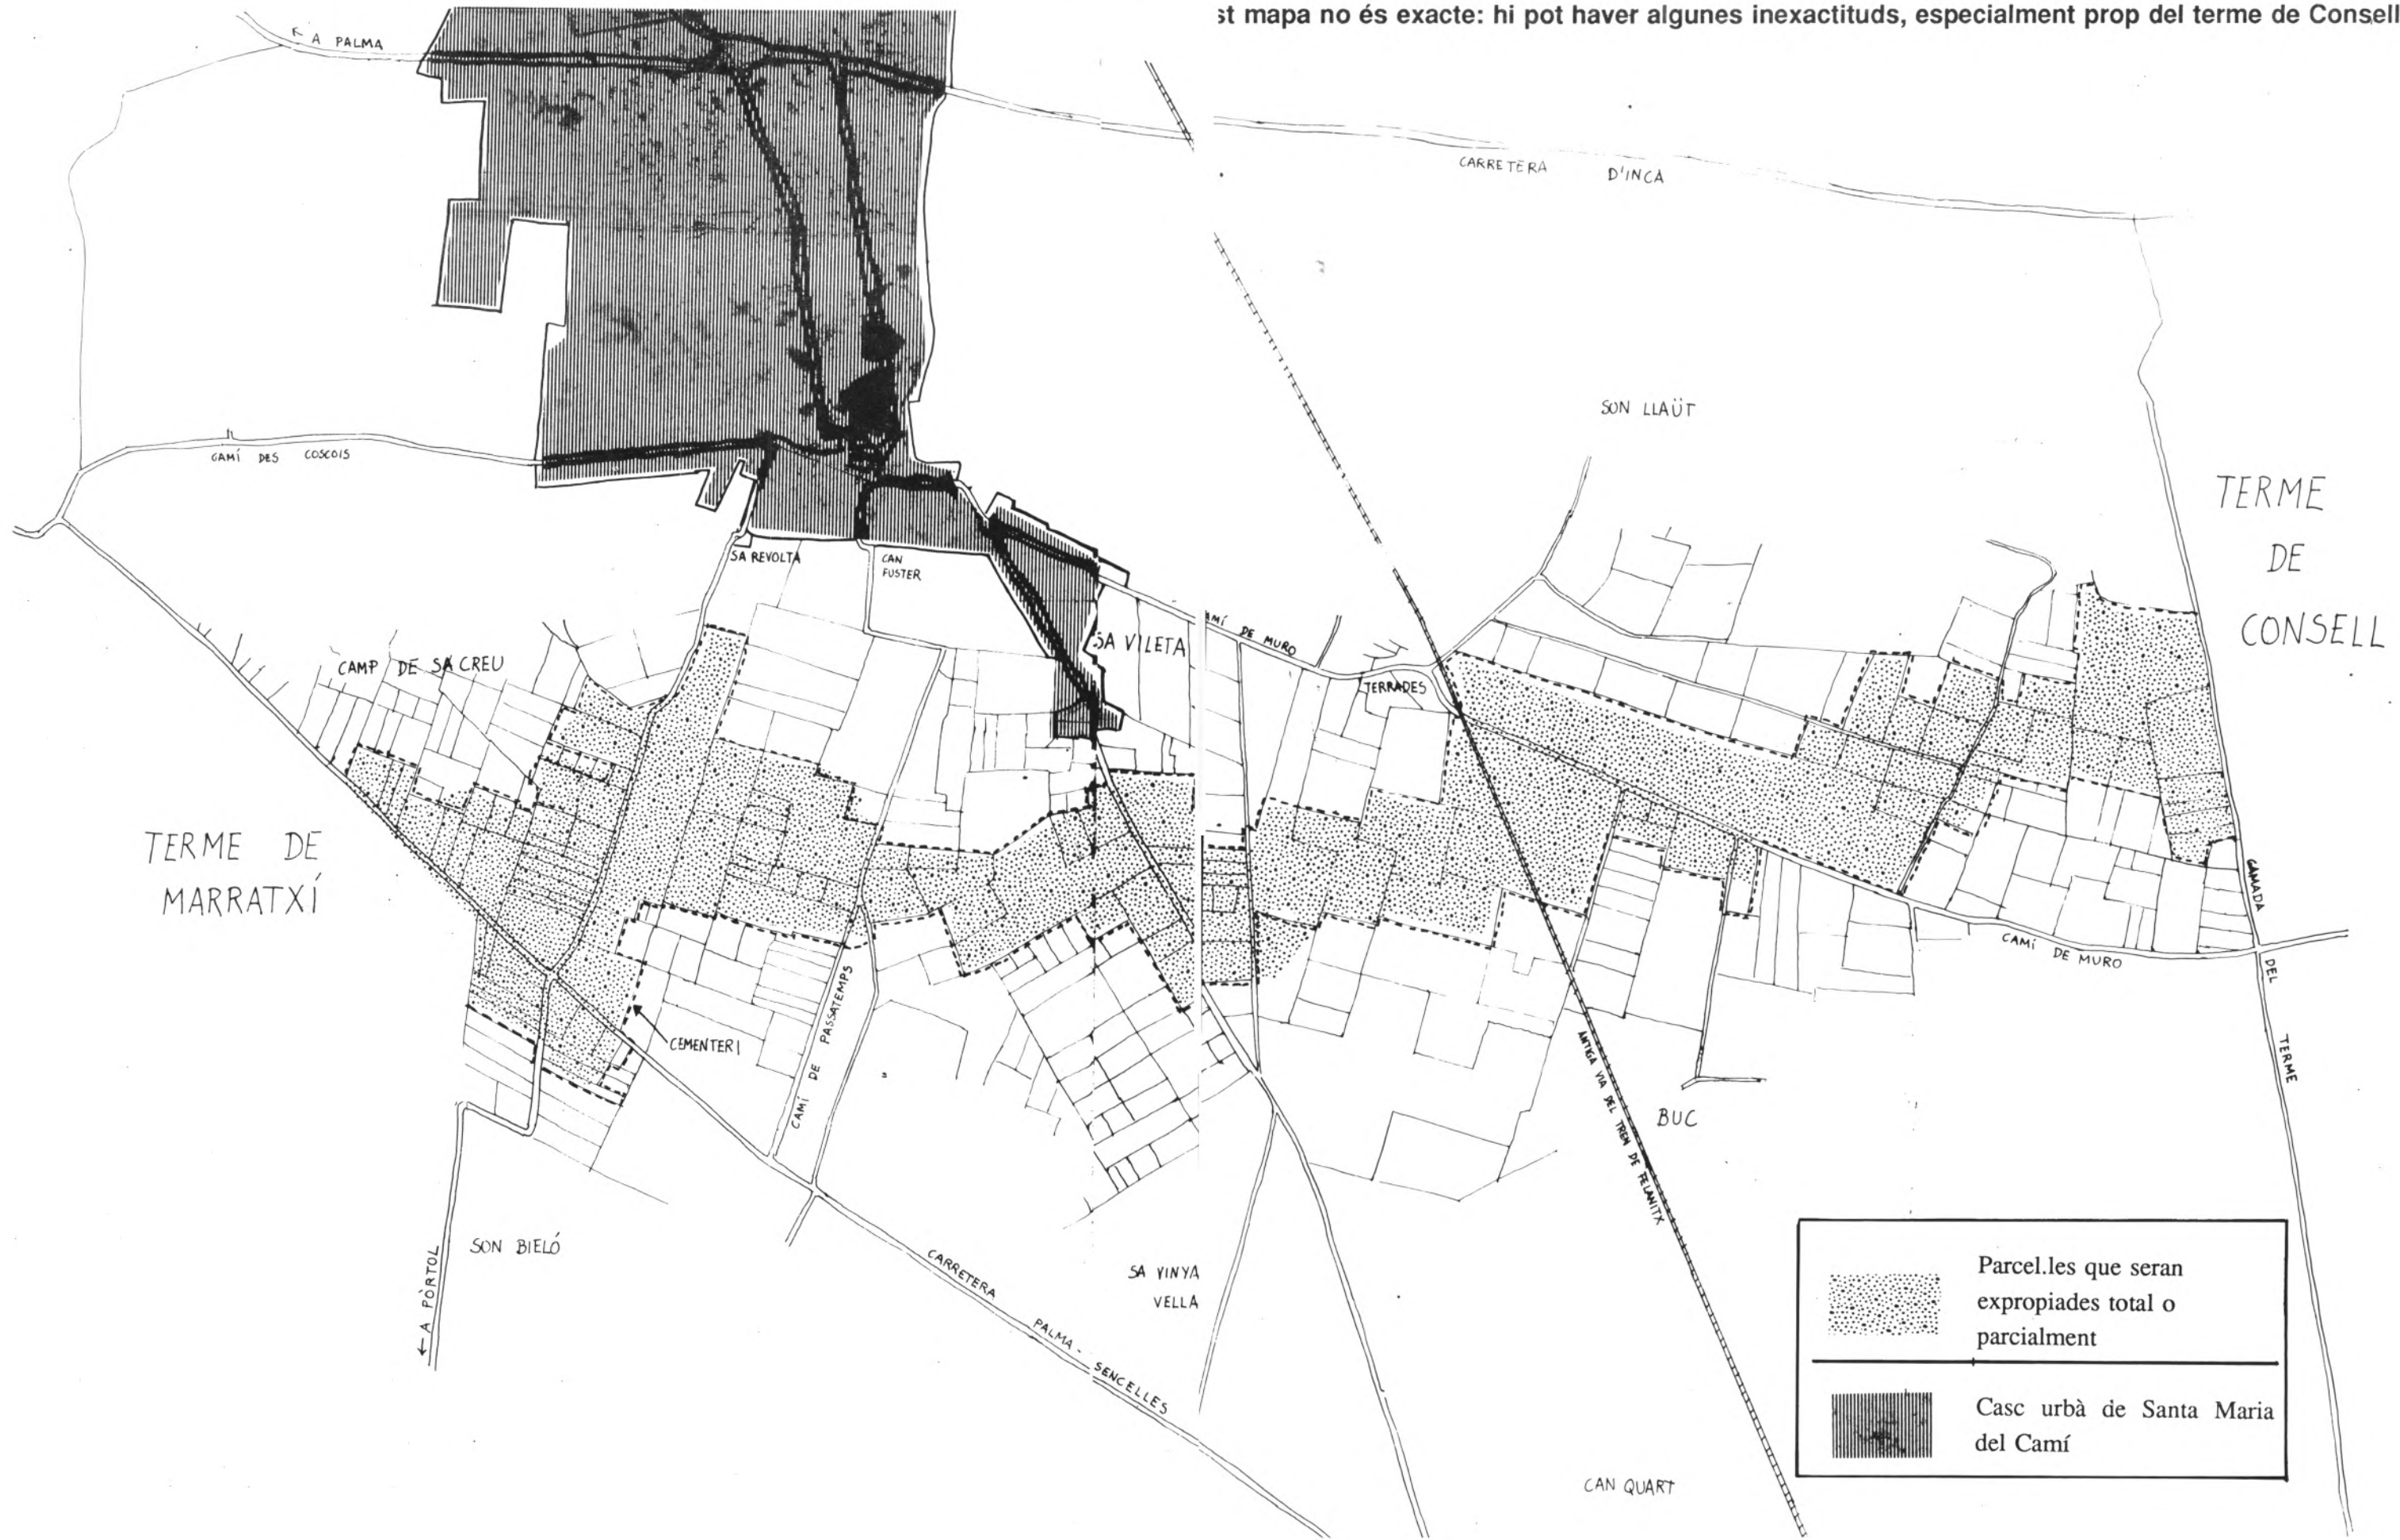 st mapa no és exacte: hi pot haver algunes inexactituds, especialment prop del terme de Consell
A PALMA
CARRETERA D'INCA
SON LLAÜT
CAMÍ DES COSCOIS
TERME
DE
CONSELL
SA REVOLTA
CAN
FUSTER
SA VILETA
AMÍ DE MURO
TERRADES
CAMP DE SA CREU
TERME DE
MARRATXÍ
CEMENTERI
CAMÍ DE PASSATEMPS
CAMÍ DE MURO
CAMADA DEL TERME
ANTIGA VIA DEL TREN DE FELANITX
BUC
SON BIELÓ
← A PÒRTOL
SA VINYA
VELLA
CARRETERA PALMA - SENCELLES
CAN QUART
Parcel.les que seran
expropiades total o
parcialment
Casc urbà de Santa Maria
del Camí